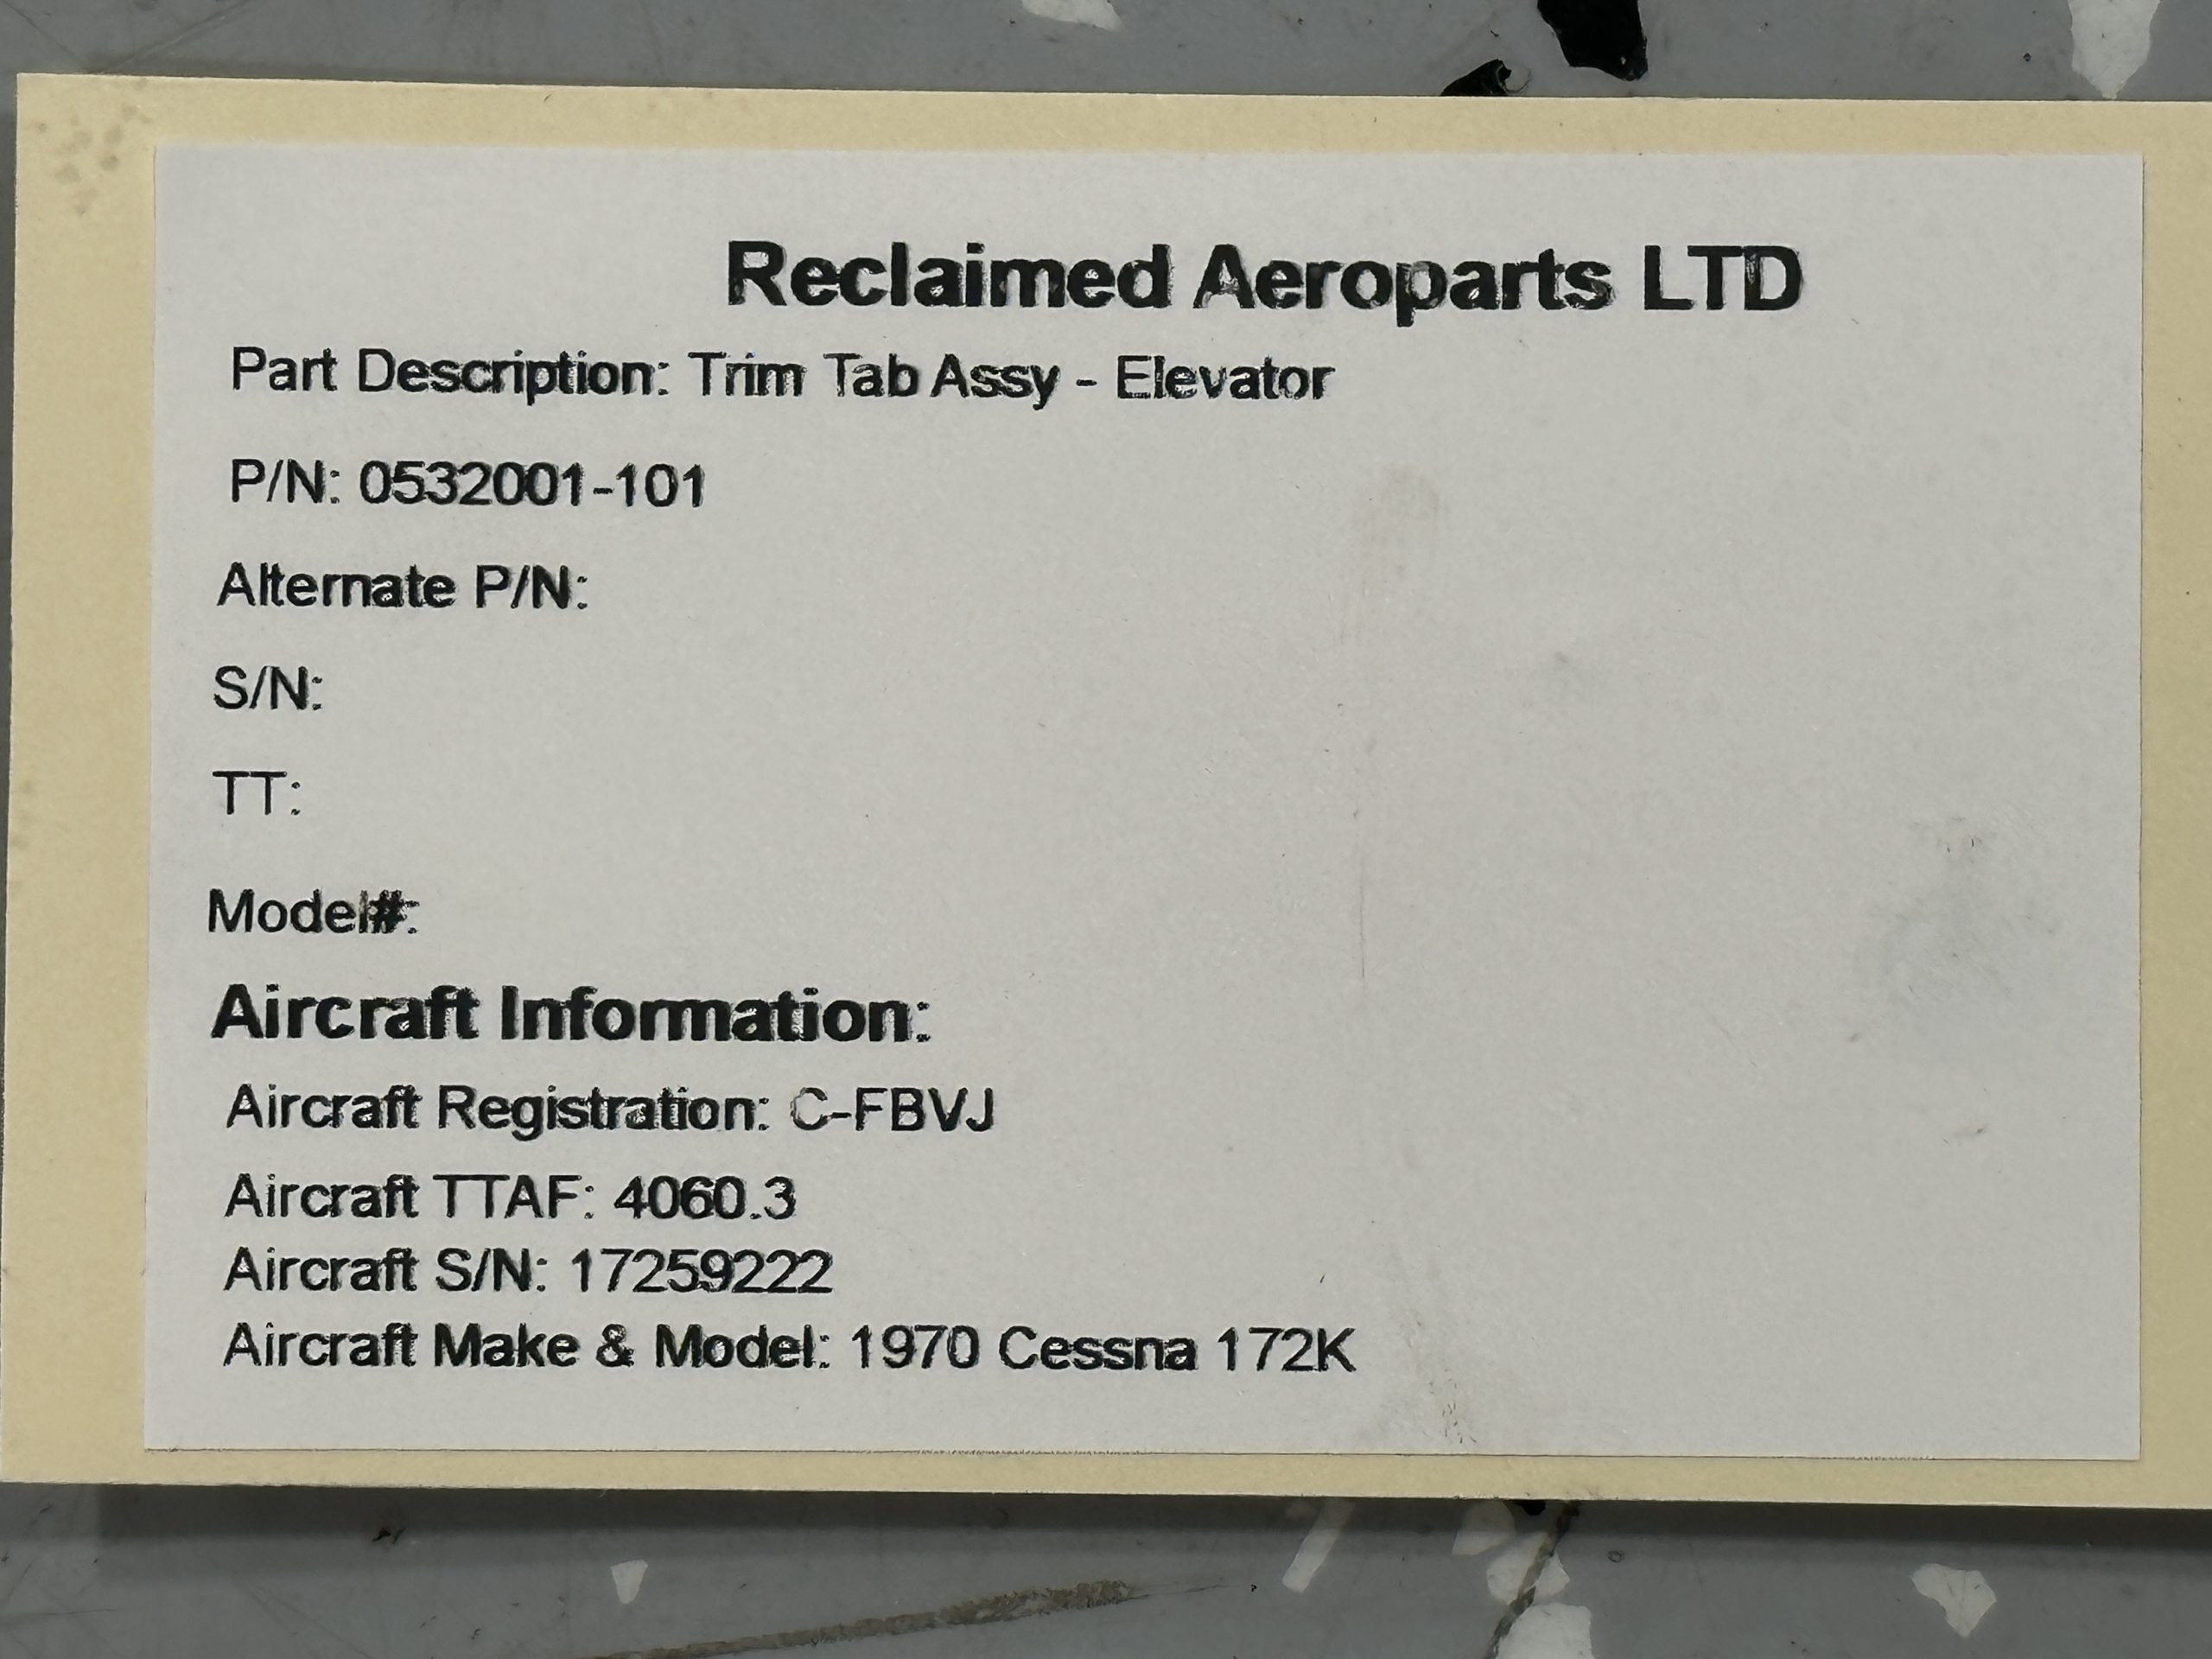 Reclaimed Aeroparts LTD
Part Description: Trim Tab Assy - Elevator
P/N: 0532001-101
Alternate P/N:
S/N:
TT:
Model#:
Aircraft Information:
Aircraft Registration: C-FBVJ
Aircraft TTAF: 4060.3
Aircraft S/N: 17259222
Aircraft Make & Model: 1970 Cessna 172K